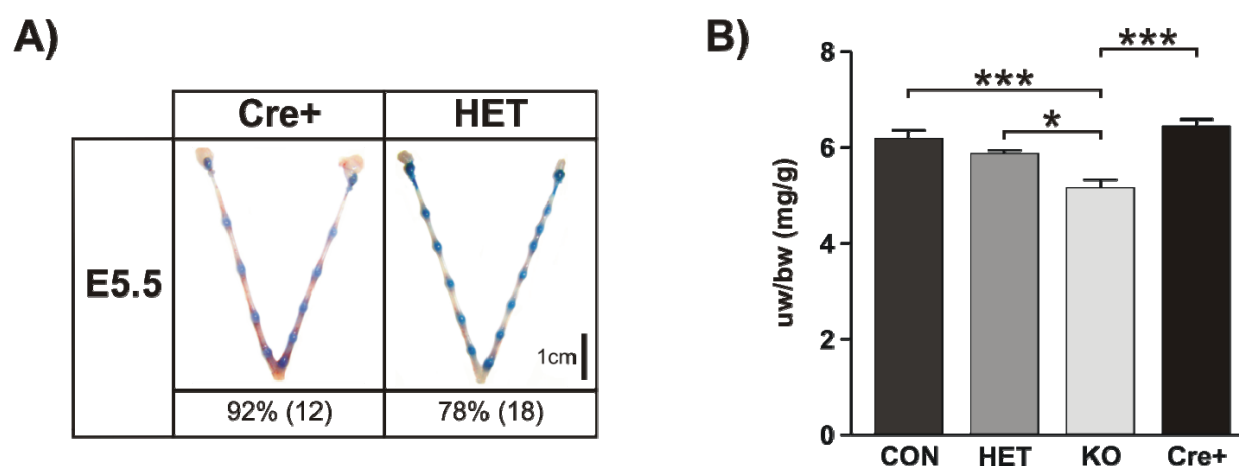 A)
Cre+ HET
E5.5
1cm
92% (12) 78% (18)
B)
uw/bw (mg/g)
8
6
4
2
0
***
***
*
CON HET KO Cre+